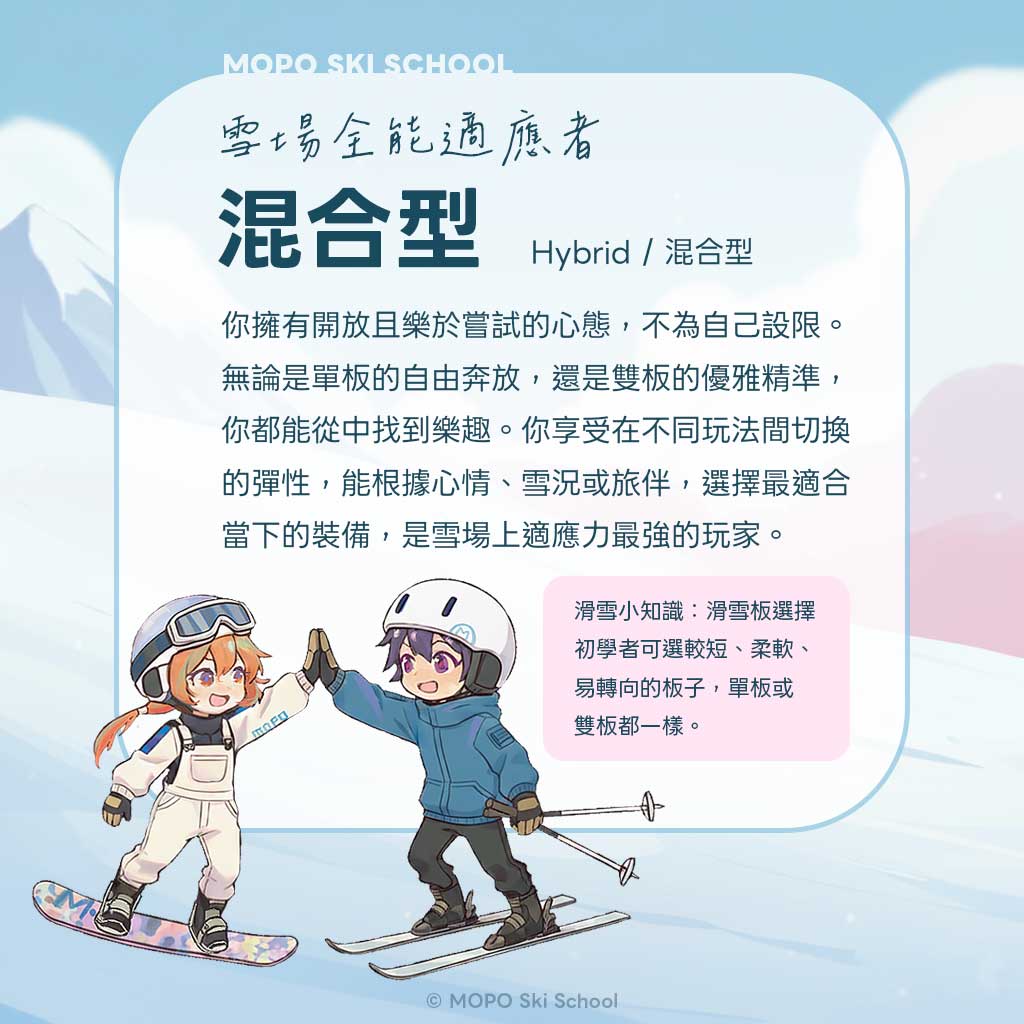 MOPO SKI SCHOOL
雪場全能適應者
混合型
Hybrid / 混合型
你擁有開放且樂於嘗試的心態，不為自己設限。
無論是單板的自由奔放，還是雙板的優雅精準，
你都能從中找到樂趣。你享受在不同玩法間切換
的彈性，能根據心情、雪況或旅伴，選擇最適合
當下的裝備，是雪場上適應力最強的玩家。
滑雪小知識：滑雪板選擇
初學者可選較短、柔軟、
易轉向的板子，單板或
雙板都一樣。
M
MOPO
M
© MOPO Ski School